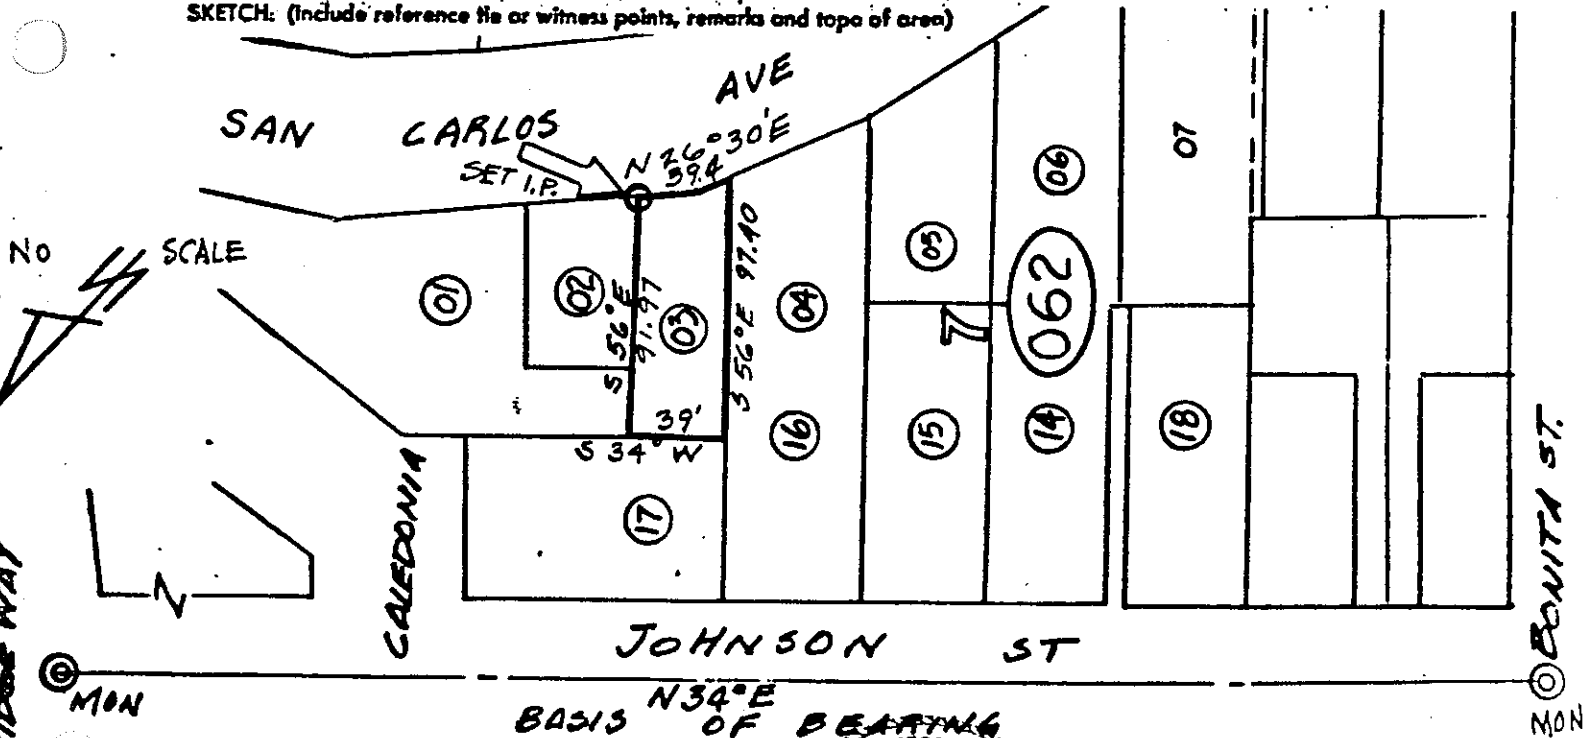 SKETCH: (Include reference tie or witness points, remarks and topo of area)
SAN CARLOS AVE
SET I.P.
N 26°30'E
39.4
NO SCALE
01
02
S 56°E
91.97
03
S 56°E 97.40
04
05
06
07
062
7
39'
S 34° W
16
15
14
18
17
CALEDONIA
JOHNSON ST
BONITA ST.
WAY
MON
N34°E
BASIS OF BEARING
MON